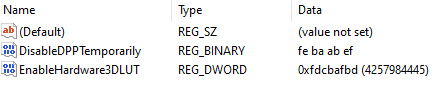 Name Type Data
(Default) REG_SZ (value not set)
DisableDPPTemporarily REG_BINARY fe ba ab ef
EnableHardware3DLUT REG_DWORD 0xfdcbafbd (4257984445)